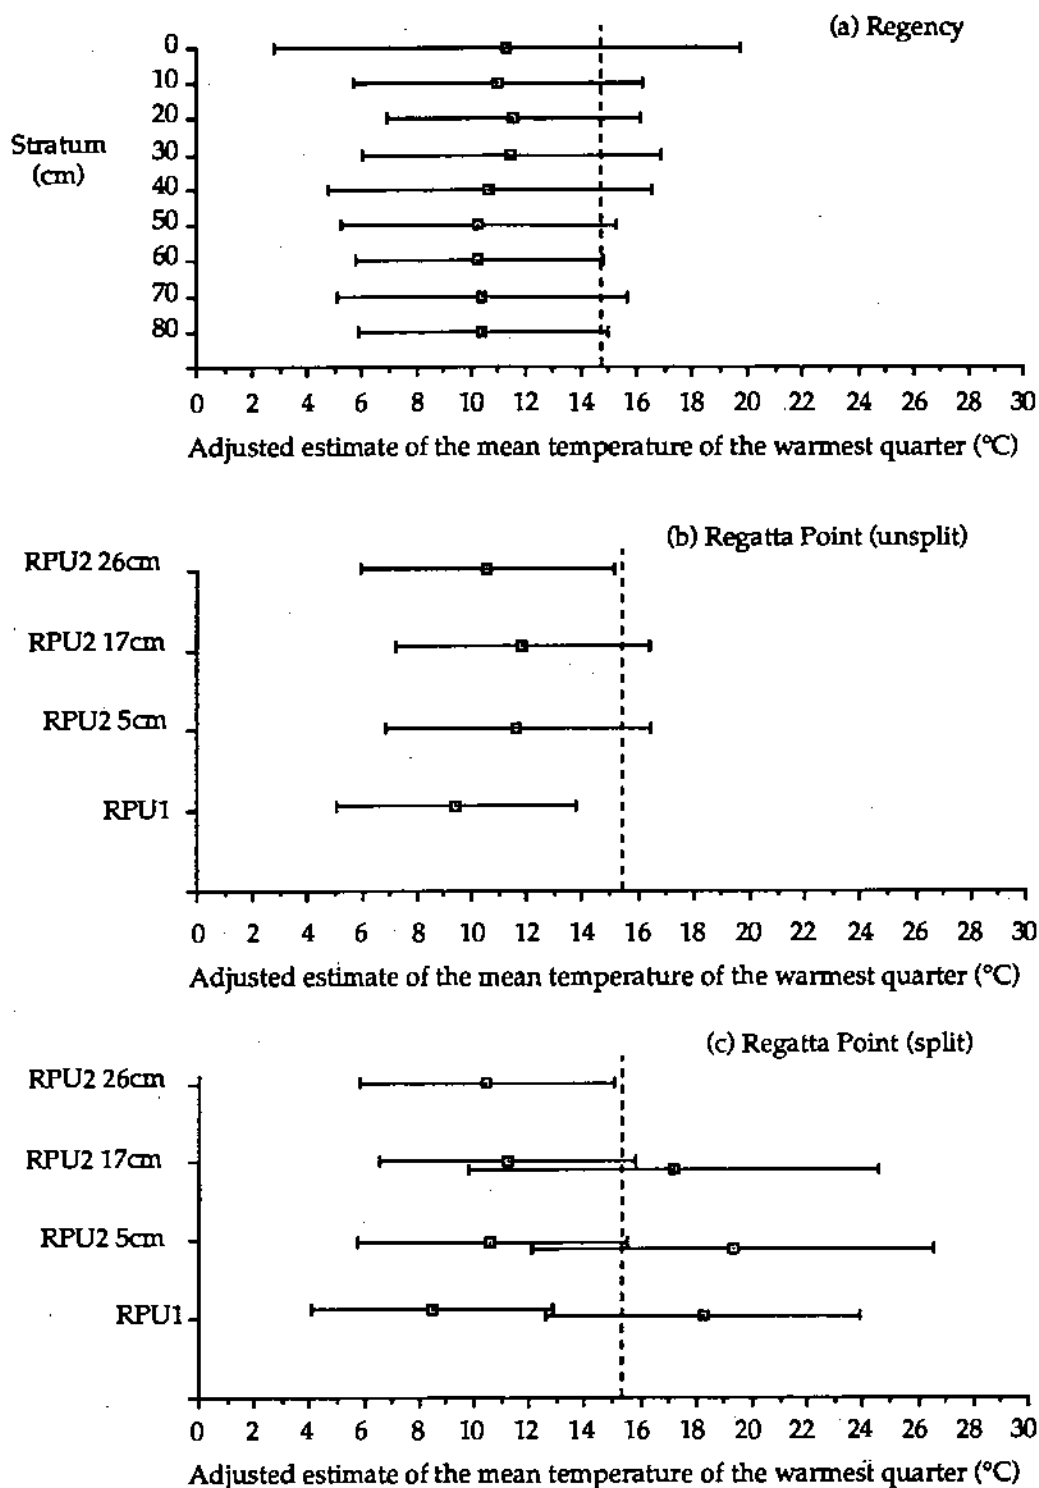 (a) Regency
Stratum
(cm)
0
10
20
30
40
50
60
70
80
0 2 4 6 8 10 12 14 16 18 20 22 24 26 28 30
Adjusted estimate of the mean temperature of the warmest quarter (°C)
(b) Regatta Point (unsplit)
RPU2 26cm
RPU2 17cm
RPU2 5cm
RPU1
0 2 4 6 8 10 12 14 16 18 20 22 24 26 28 30
Adjusted estimate of the mean temperature of the warmest quarter (°C)
(c) Regatta Point (split)
RPU2 26cm
RPU2 17cm
RPU2 5cm
RPU1
0 2 4 6 8 10 12 14 16 18 20 22 24 26 28 30
Adjusted estimate of the mean temperature of the warmest quarter (°C)